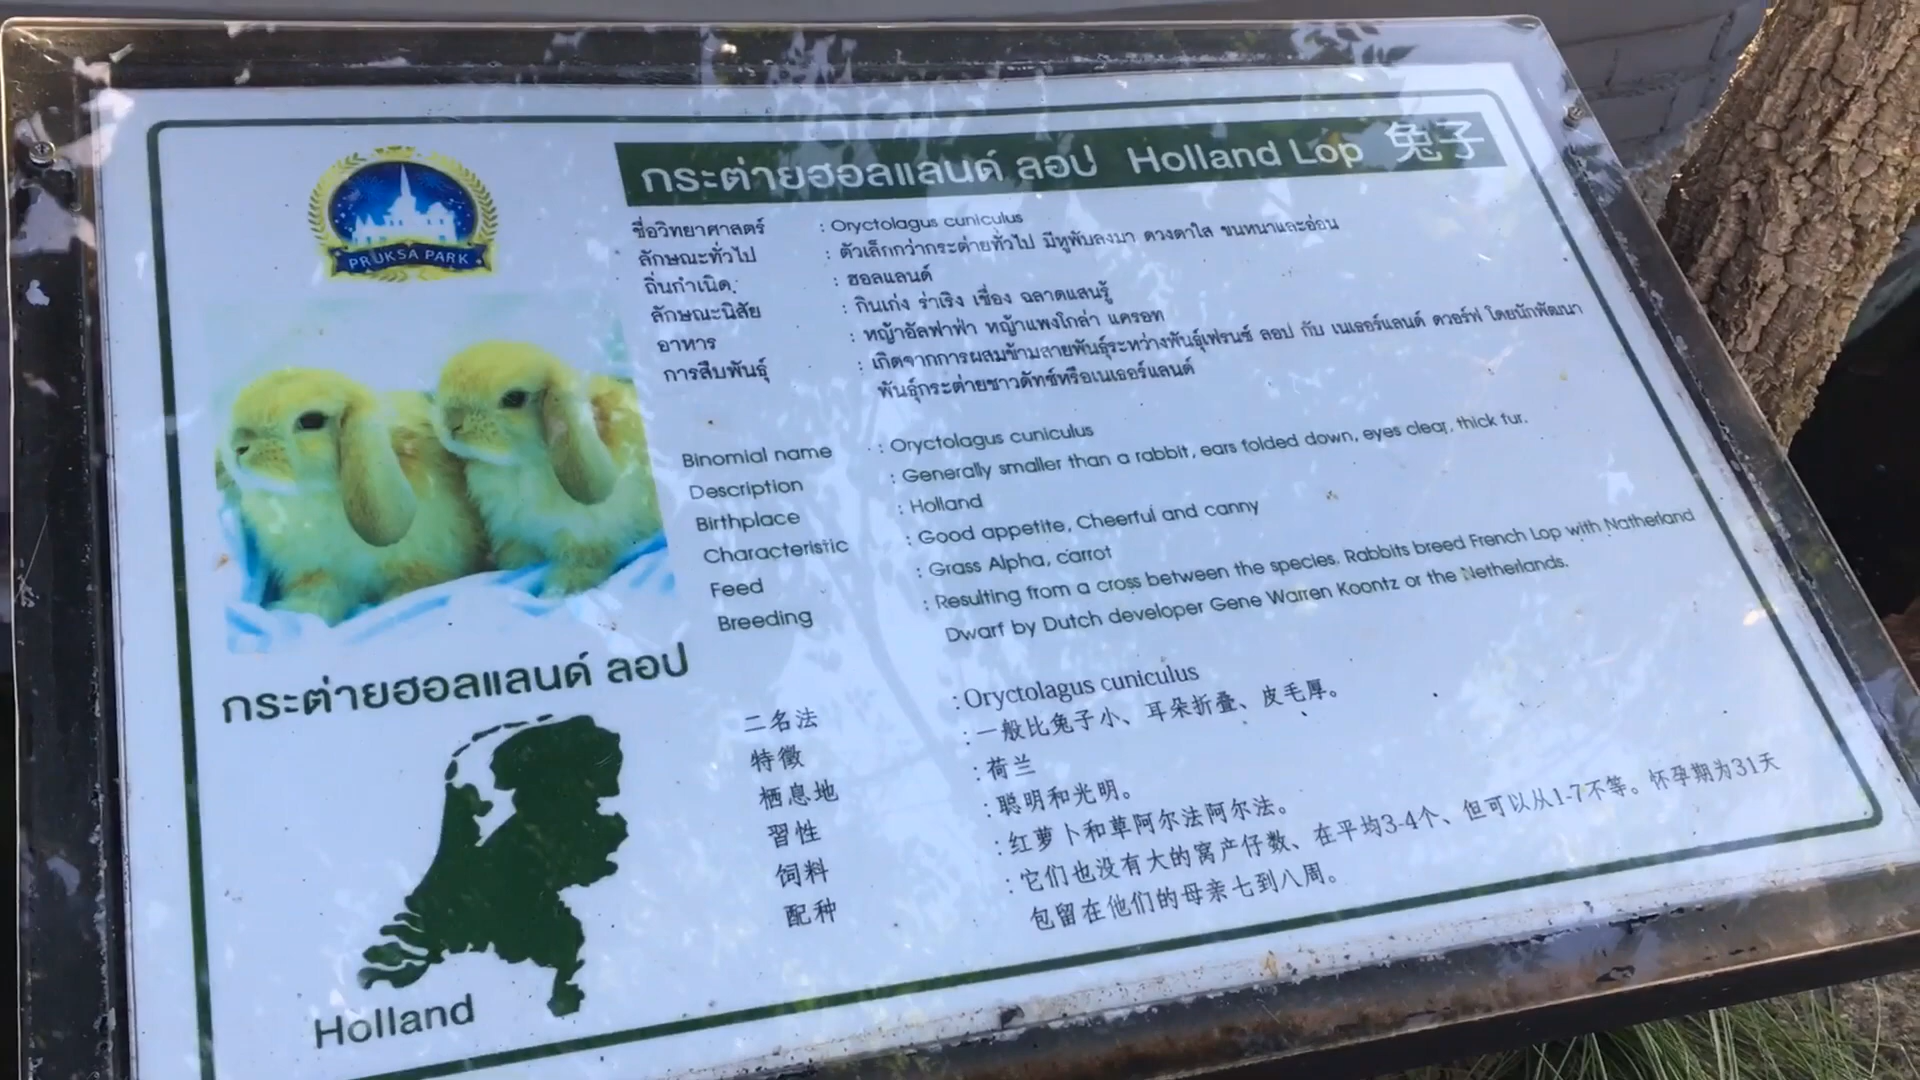 PRUKSA PARK
กระต่ายฮอลแลนด์ ลอป Holland Lop 兔子
ชื่อวิทยาศาสตร์ : Oryctolagus cuniculus
ลักษณะทั่วไป : ตัวเล็กกว่ากระต่ายทั่วไป มีหูพับลงมา ดวงตาใส ขนหนาและอ่อน
ถิ่นกำเนิด : ฮอลแลนด์
ลักษณะนิสัย : กินเก่ง ร่าเริง เชื่อง ฉลาดแสนรู้
อาหาร : หญ้าอัลฟาฟ่า หญ้าแพงโกล่า แครอท
การสืบพันธุ์ : เกิดจากการผสมข้ามสายพันธุ์ระหว่างพันธุ์เฟรนช์ ลอป กับ เนเธอร์แลนด์ ดวอร์ฟ โดยนักพัฒนา
พันธุ์กระต่ายชาวดัทช์หรือเนเธอร์แลนด์
Binomial name : Oryctolagus cuniculus
Description : Generally smaller than a rabbit, ears folded down, eyes clear, thick fur.
Birthplace : Holland
Characteristic : Good appetite, Cheerful and canny
Feed : Grass Alpha, carrot
Breeding : Resulting from a cross between the species. Rabbits breed French Lop with Natherland
Dwarf by Dutch developer Gene Warren Koontz or the Netherlands.
二名法 : Oryctolagus cuniculus
特徵 : 一般比兔子小、耳朵折叠、皮毛厚。
栖息地 : 荷兰
習性 : 聪明和光明。
饲料 : 红萝卜和草阿尔法阿尔法。
配种 : 它们也没有大的窝产仔数、在平均3-4个、但可以从1-7不等。怀孕期为31天
包留在他们的母亲七到八周。
กระต่ายฮอลแลนด์ ลอป
Holland